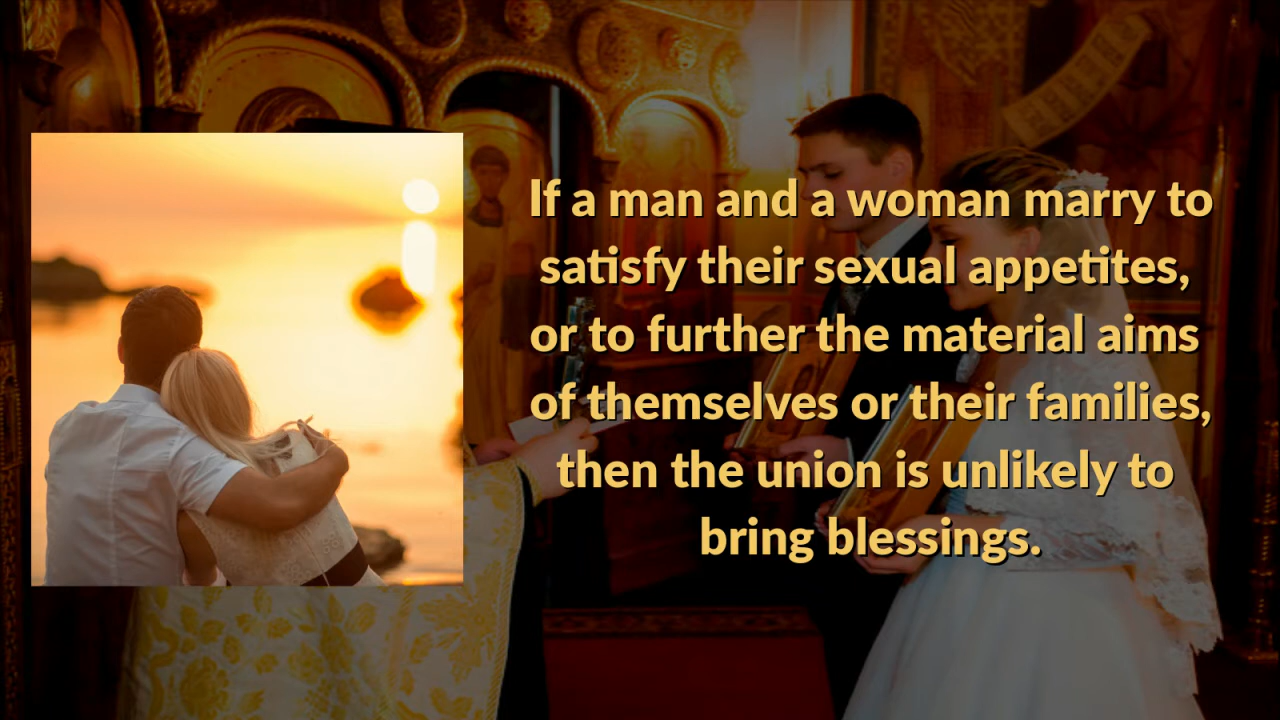 If a man and a woman marry to
satisfy their sexual appetites,
or to further the material aims
of themselves or their families,
then the union is unlikely to
bring blessings.